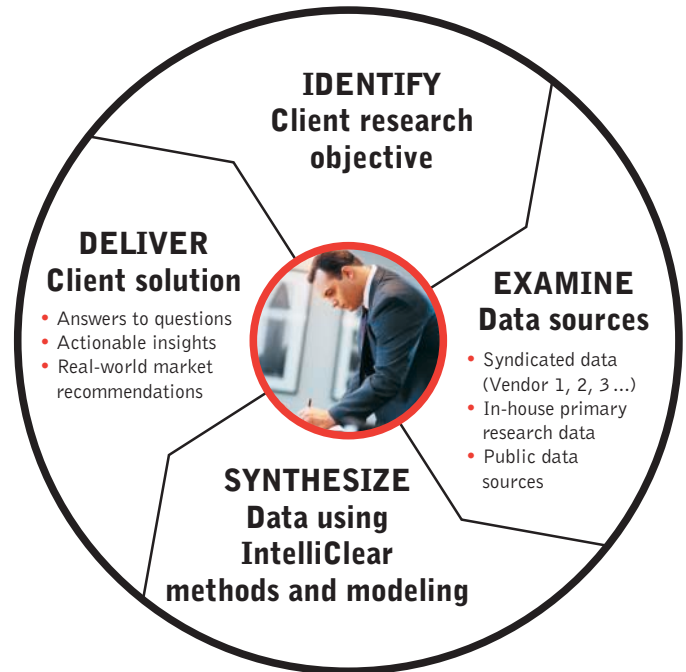 IDENTIFY
Client research
objective
EXAMINE
Data sources
• Syndicated data
(Vendor 1, 2, 3...)
• In-house primary
research data
• Public data
sources
SYNTHESIZE
Data using
IntelliClear
methods and modeling
DELIVER
Client solution
• Answers to questions
• Actionable insights
• Real-world market
recommendations